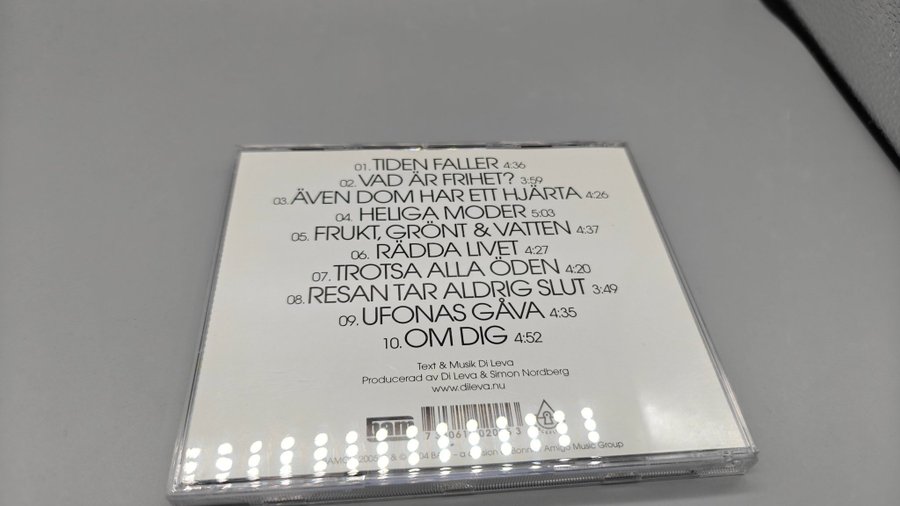 01. TIDEN FALLER 4:36
02. VAD ÄR FRIHET? 3:59
03. ÄVEN DOM HAR ETT HJÄRTA 4:26
04. HELIGA MODER 5:03
05. FRUKT, GRÖNT & VATTEN 4:37
06. RÄDDA LIVET 4:27
07. TROTSA ALLA ÖDEN 4:20
08. RESAN TAR ALDRIG SLUT 3:49
09. UFONAS GÅVA 4:35
10. OM DIG 4:52
Text & Musik Di Leva
Producerad av Di Leva & Simon Nordberg
www.dileva.nu
Amigo Music Group